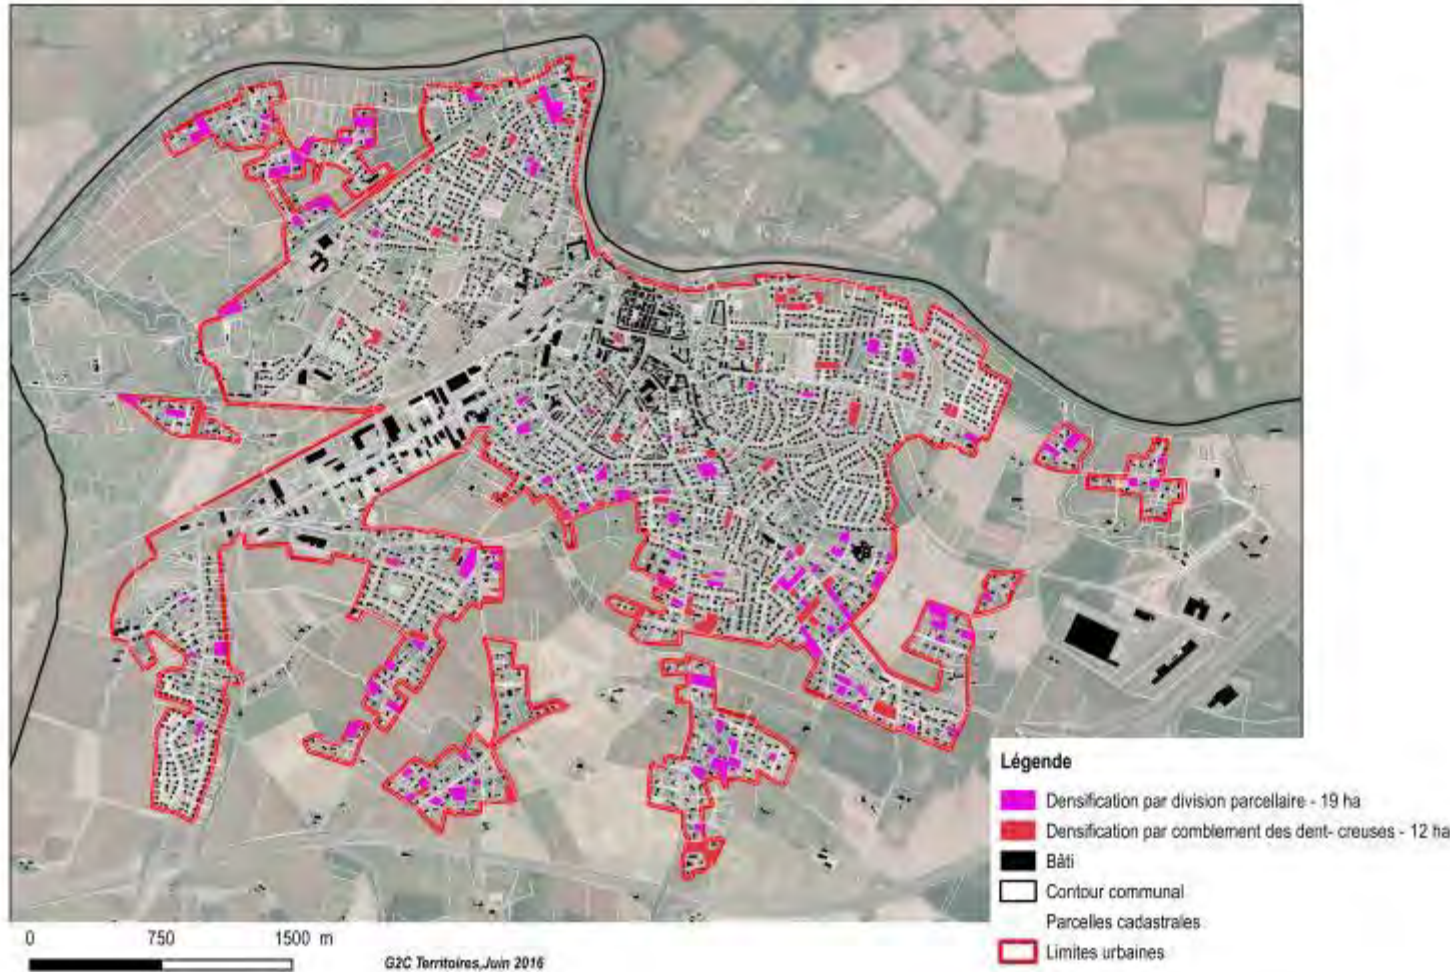 Légende
Densification par division parcellaire - 19 ha
Densification par comblement des dent- creuses - 12 ha
Bâti
Contour communal
Parcelles cadastrales
Limites urbaines
0 750 1500 m
G2C Territoires,Juin 2016